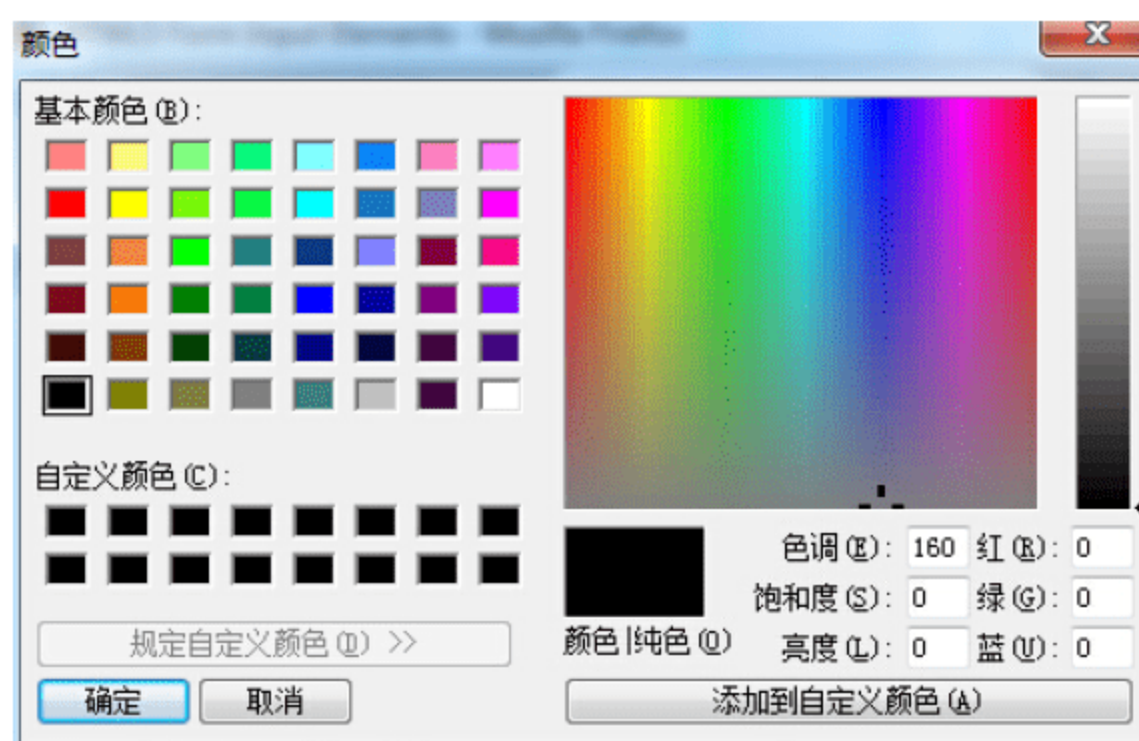 颜色
基本颜色(B):
自定义颜色(C):
规定自定义颜色(D) >>
确定 取消
颜色|纯色(O)
色调(E): 160 红(R): 0
饱和度(S): 0 绿(G): 0
亮度(L): 0 蓝(U): 0
添加到自定义颜色(A)